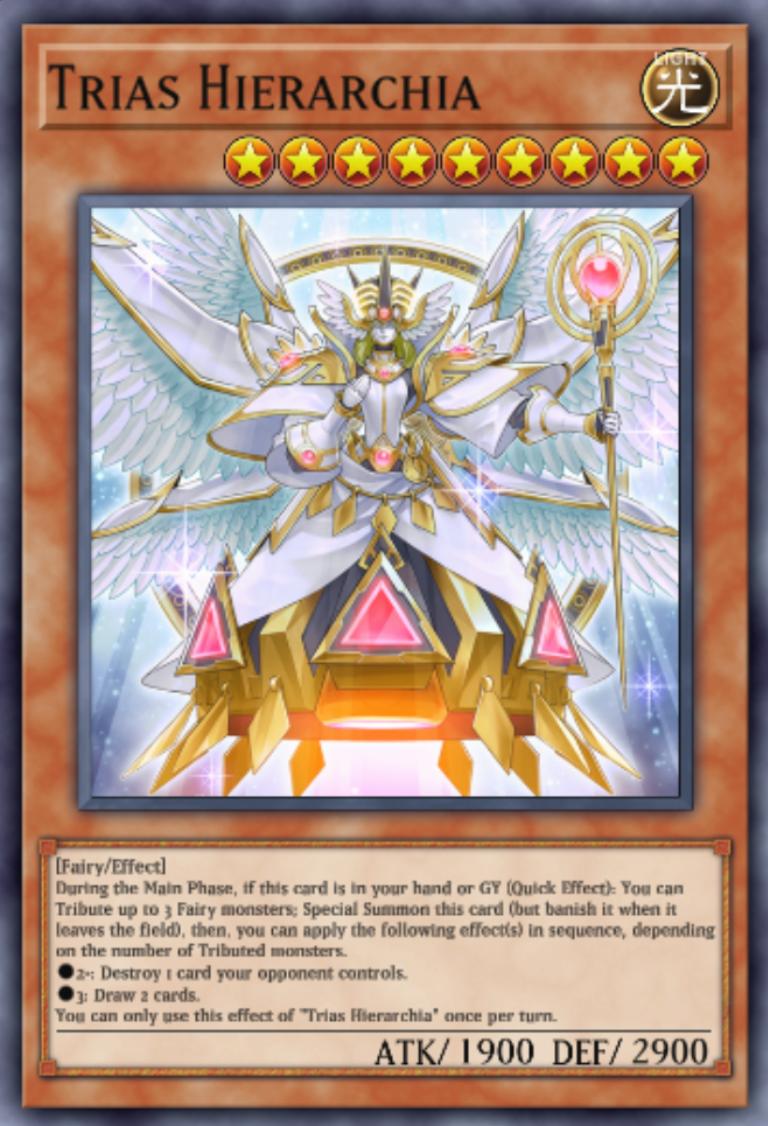 Trias Hierarchia
LIGHT
光
[Fairy/Effect]
During the Main Phase, if this card is in your hand or GY (Quick Effect): You can
Tribute up to 3 Fairy monsters; Special Summon this card (but banish it when it
leaves the field), then, you can apply the following effect(s) in sequence, depending
on the number of Tributed monsters.
●2+: Destroy 1 card your opponent controls.
●3: Draw 2 cards.
You can only use this effect of "Trias Hierarchia" once per turn.
ATK/ 1900 DEF/ 2900